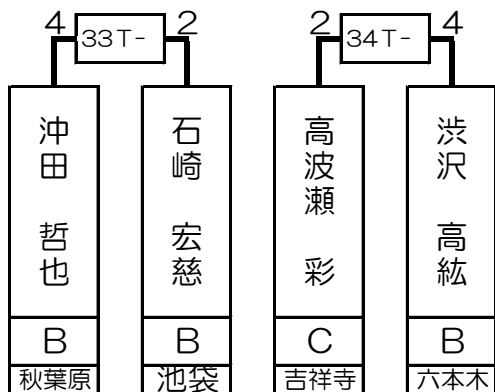 4 33T- 2 2 34T- 4
沖田 哲也
石崎 宏慈
高波瀬 彩
渋沢 高紘
B B C B
秋葉原 池袋 吉祥寺 六本木